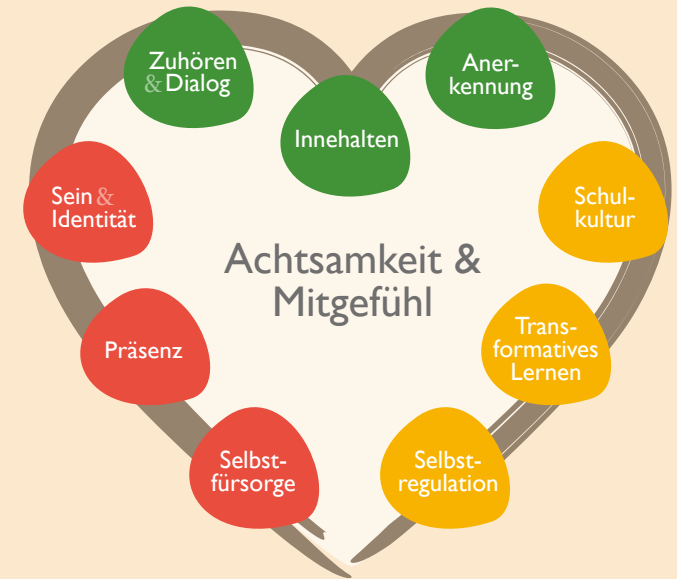 Zuhören
& Dialog
Aner-
kennung
Innehalten
Sein &
Identität
Schul-
kultur
Achtsamkeit &
Mitgefühl
Präsenz
Trans-
formatives
Lernen
Selbst-
fürsorge
Selbst-
regulation